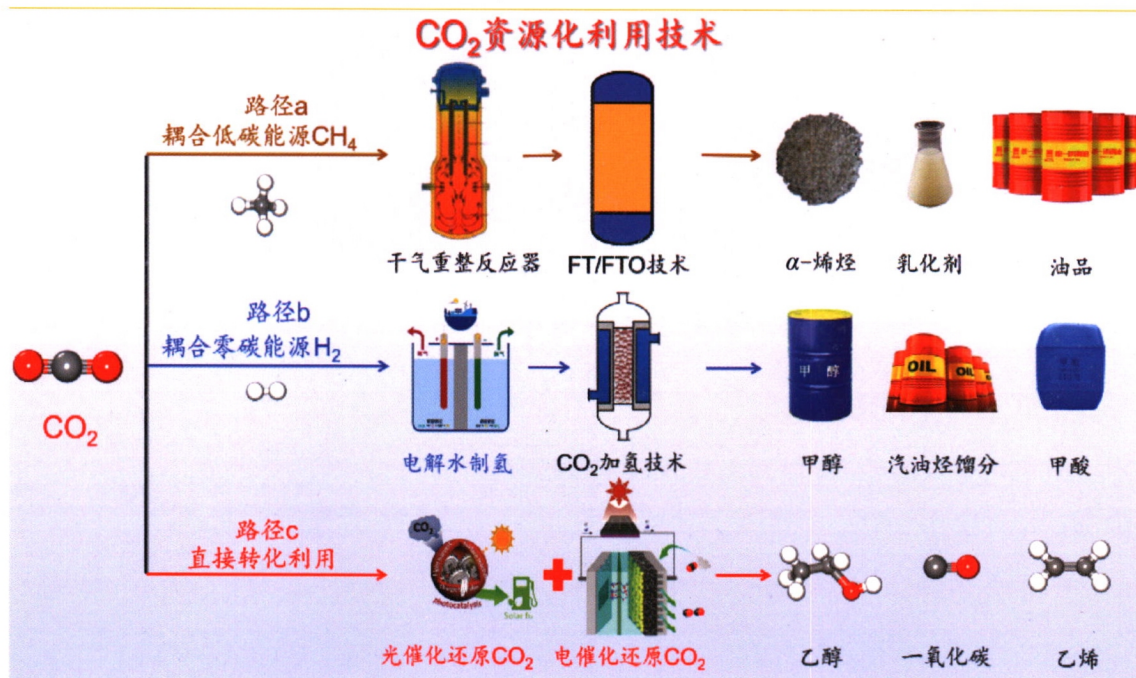 CO₂资源化利用技术
路径a
耦合低碳能源CH₄
干气重整反应器
FT/FTO技术
α-烯烃
乳化剂
油品
路径b
耦合零碳能源H₂
电解水制氢
CO₂加氢技术
甲 醇
OIL
OIL
甲醇
汽油烃馏分
甲酸
CO₂
路径c
直接转化利用
CO₂
Photocatalysis
光催化还原CO₂
电催化还原CO₂
乙醇
一氧化碳
乙烯